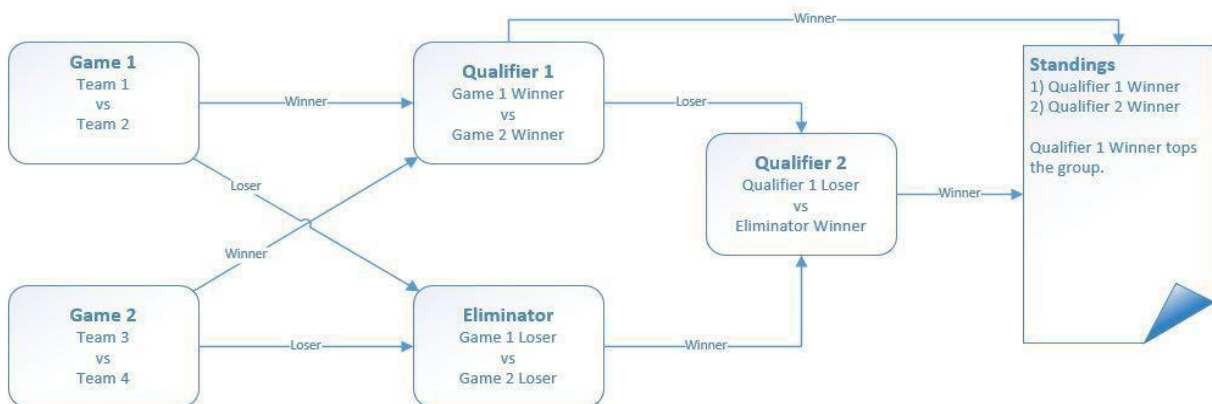 Winner
Game 1
Team 1
vs
Team 2
Winner
Qualifier 1
Game 1 Winner
vs
Game 2 Winner
Loser
Standings
1) Qualifier 1 Winner
2) Qualifier 2 Winner
Qualifier 1 Winner tops
the group.
Loser
Winner
Qualifier 2
Qualifier 1 Loser
vs
Eliminator Winner
Winner
Game 2
Team 3
vs
Team 4
Loser
Eliminator
Game 1 Loser
vs
Game 2 Loser
Winner